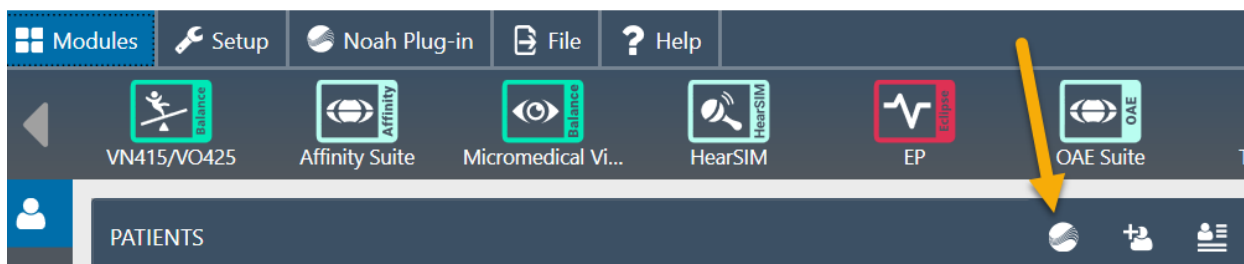 Modules Setup Noah Plug-in File ? Help
Balance Affinity Balance HearSIM Eclipse OAE
VN415/VO425 Affinity Suite Micromedical Vi... HearSIM EP OAE Suite
PATIENTS